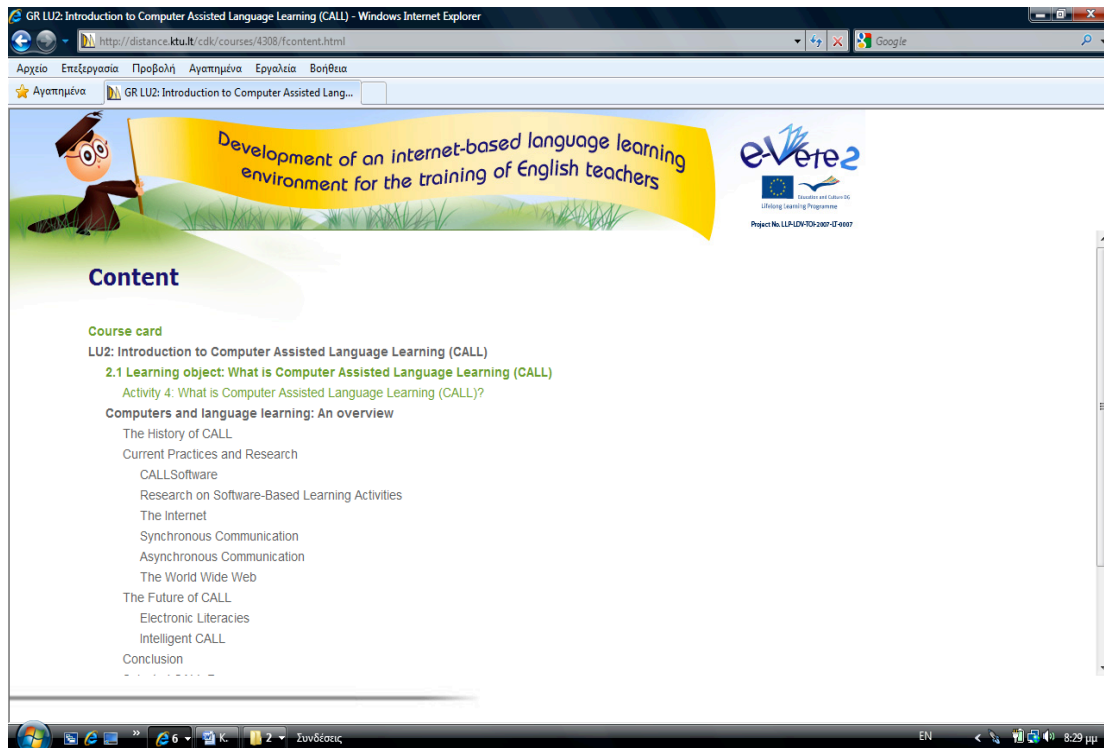 GR LU2: Introduction to Computer Assisted Language Learning (CALL) - Windows Internet Explorer
http://distance.ktu.lt/cdk/courses/4308/fcontent.html
Google
Αρχείο Επεξεργασία Προβολή Αγαπημένα Εργαλεία Βοήθεια
Αγαπημένα
GR LU2: Introduction to Computer Assisted Lang...
Development of an internet-based language learning
environment for the training of English teachers
e-Vete2
Education and Culture DG
Lifelong Learning Programme
Project No. LLP-LDV-TOI-2007-LT-0007
Content
Course card
LU2: Introduction to Computer Assisted Language Learning (CALL)
2.1 Learning object: What is Computer Assisted Language Learning (CALL)
Activity 4: What is Computer Assisted Language Learning (CALL)?
Computers and language learning: An overview
The History of CALL
Current Practices and Research
CALLSoftware
Research on Software-Based Learning Activities
The Internet
Synchronous Communication
Asynchronous Communication
The World Wide Web
The Future of CALL
Electronic Literacies
Intelligent CALL
Conclusion
6 K. 2 Συνδέσεις EN 8:29 μμ